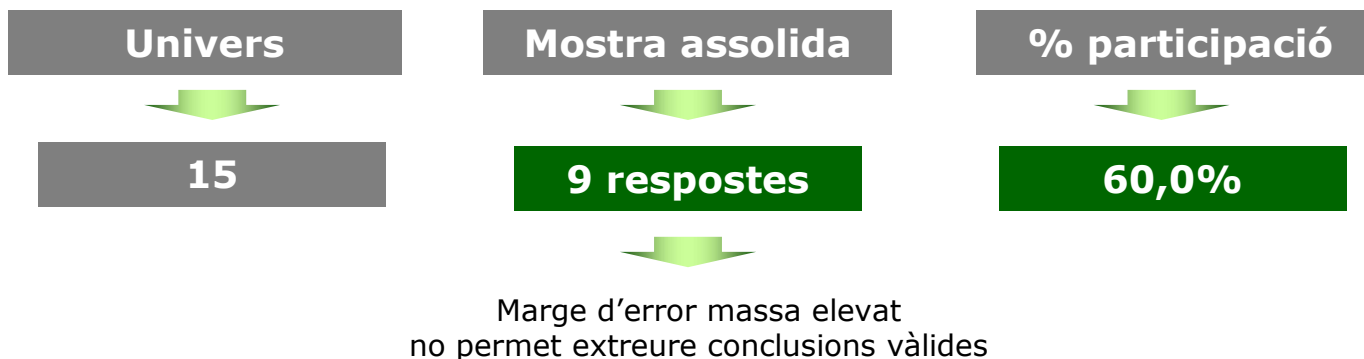 Univers
Mostra assolida
% participació
15
9 respostes
60,0%
Marge d’error massa elevat
no permet extreure conclusions vàlides